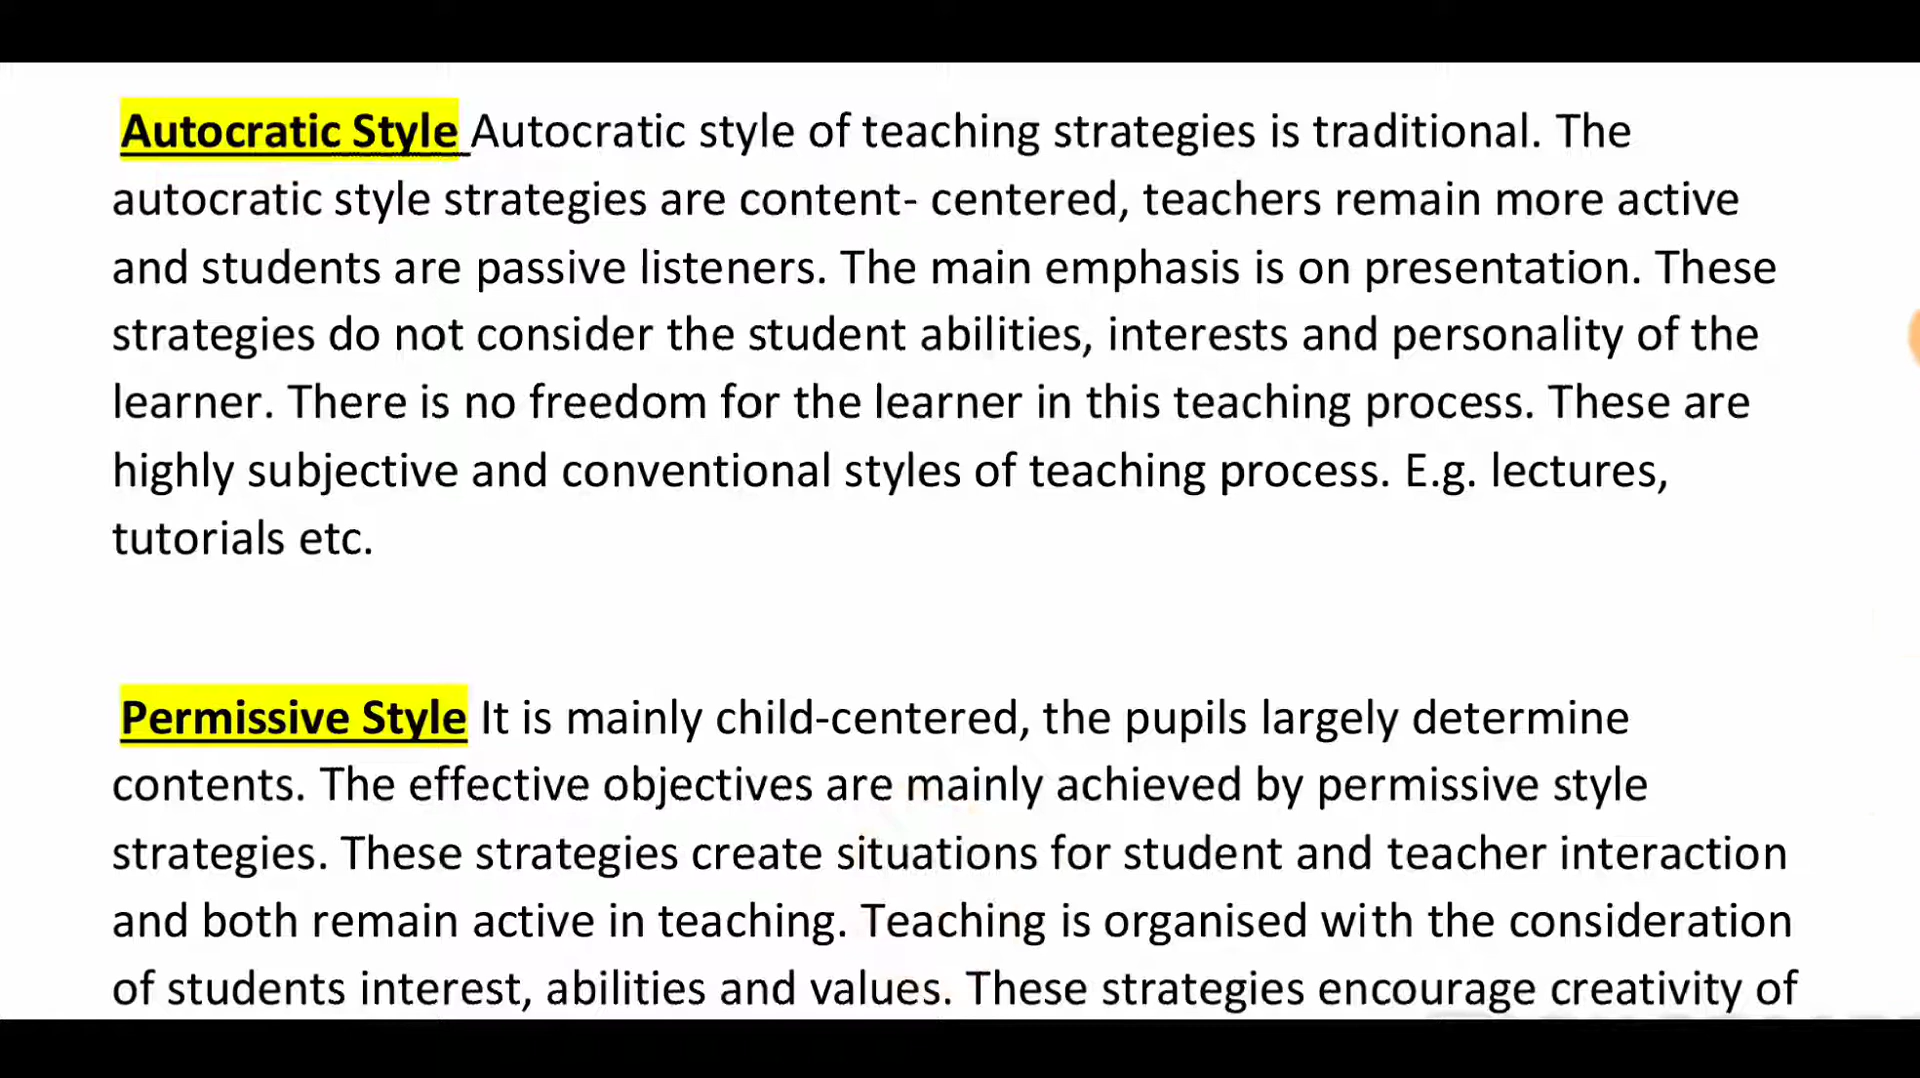 Autocratic Style Autocratic style of teaching strategies is traditional. The
autocratic style strategies are content- centered, teachers remain more active
and students are passive listeners. The main emphasis is on presentation. These
strategies do not consider the student abilities, interests and personality of the
learner. There is no freedom for the learner in this teaching process. These are
highly subjective and conventional styles of teaching process. E.g. lectures,
tutorials etc.
Permissive Style It is mainly child-centered, the pupils largely determine
contents. The effective objectives are mainly achieved by permissive style
strategies. These strategies create situations for student and teacher interaction
and both remain active in teaching. Teaching is organised with the consideration
of students interest, abilities and values. These strategies encourage creativity of